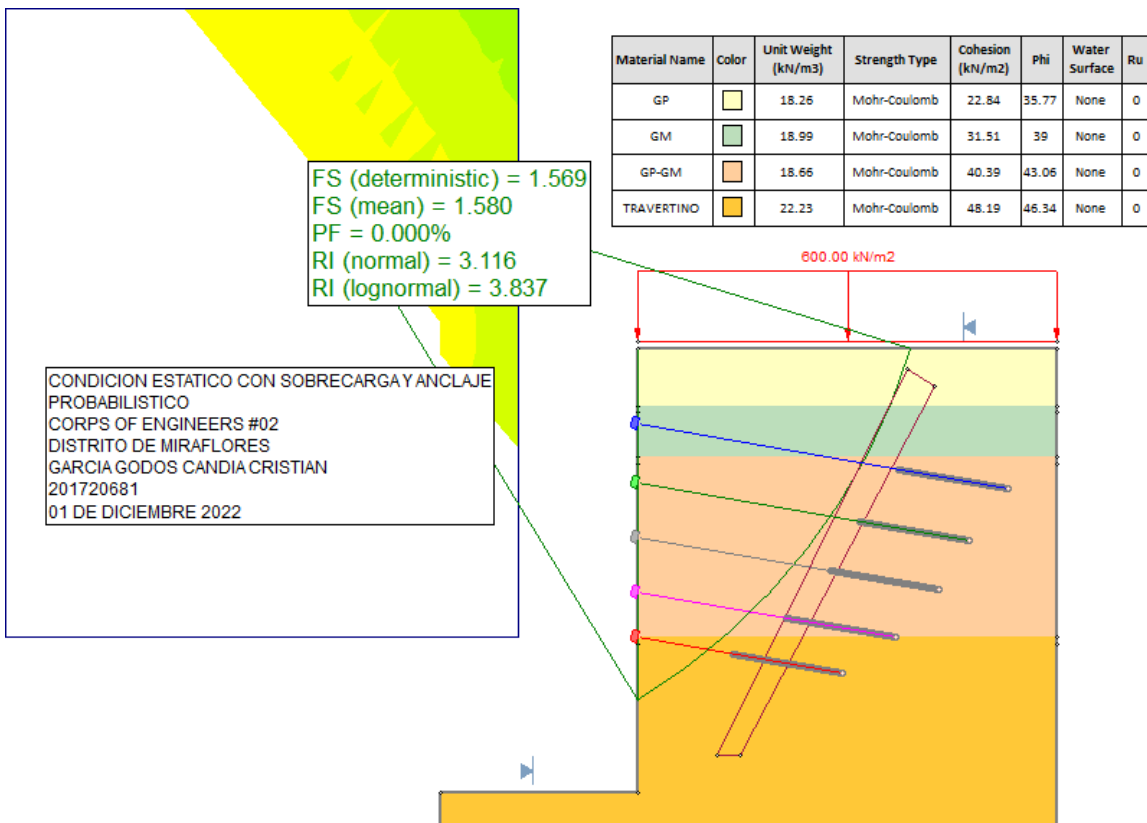 Material Name Color Unit Weight (kN/m3) Strength Type Cohesion (kN/m2) Phi Water Surface Ru
GP 18.26 Mohr-Coulomb 22.84 35.77 None 0
GM 18.99 Mohr-Coulomb 31.51 39 None 0
GP-GM 18.66 Mohr-Coulomb 40.39 43.06 None 0
TRAVERTINO 22.23 Mohr-Coulomb 48.19 46.34 None 0
FS (deterministic) = 1.569
FS (mean) = 1.580
PF = 0.000%
RI (normal) = 3.116
RI (lognormal) = 3.837
600.00 kN/m2
CONDICION ESTATICO CON SOBRECARGA Y ANCLAJE
PROBABILISTICO
CORPS OF ENGINEERS #02
DISTRITO DE MIRAFLORES
GARCIA GODOS CANDIA CRISTIAN
201720681
01 DE DICIEMBRE 2022